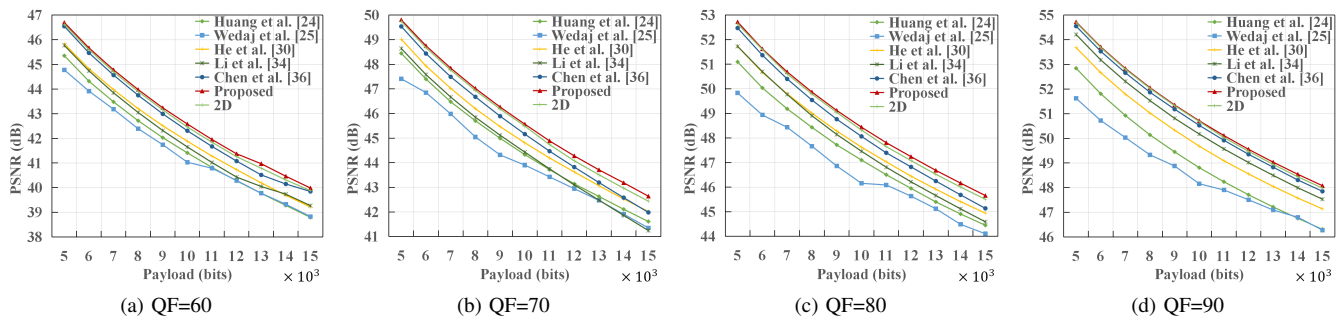 PSNR (dB)
47
46
45
44
43
42
41
40
39
38
Huang et al. [24]
Wedaj et al. [25]
He et al. [30]
Li et al. [34]
Chen et al. [36]
Proposed
2D
5 6 7 8 9 10 11 12 13 14 15
Payload (bits) × 10³
(a) QF=60
PSNR (dB)
50
49
48
47
46
45
44
43
42
41
Huang et al. [24]
Wedaj et al. [25]
He et al. [30]
Li et al. [34]
Chen et al. [36]
Proposed
2D
5 6 7 8 9 10 11 12 13 14 15
Payload (bits) × 10³
(b) QF=70
PSNR (dB)
53
52
51
50
49
48
47
46
45
44
Huang et al. [24]
Wedaj et al. [25]
He et al. [30]
Li et al. [34]
Chen et al. [36]
Proposed
2D
5 6 7 8 9 10 11 12 13 14 15
Payload (bits) × 10³
(c) QF=80
PSNR (dB)
55
54
53
52
51
50
49
48
47
46
Huang et al. [24]
Wedaj et al. [25]
He et al. [30]
Li et al. [34]
Chen et al. [36]
Proposed
2D
5 6 7 8 9 10 11 12 13 14 15
Payload (bits) × 10³
(d) QF=90